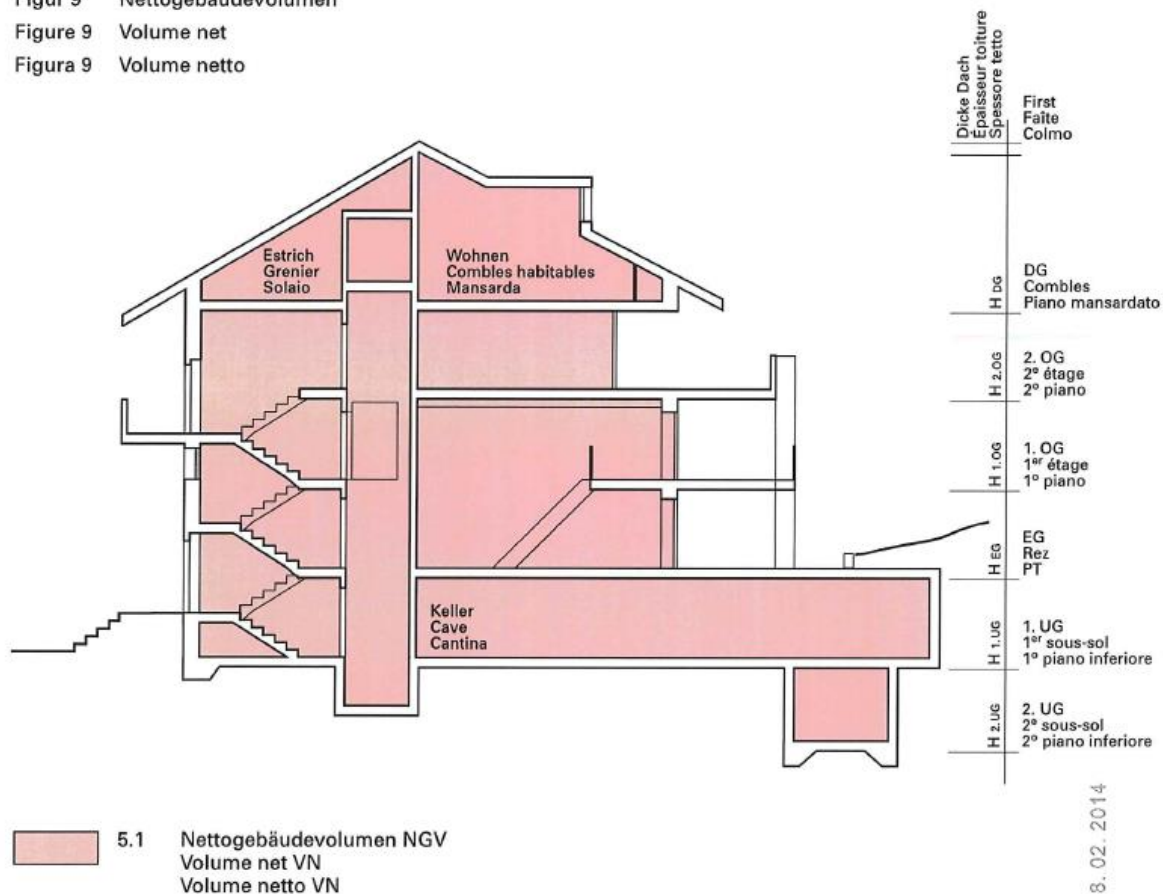 Figur 9 Nettogebäudevolumen
Figure 9 Volume net
Figura 9 Volume netto
Dicke Dach
Épaisseur toiture
Spessore tetto
First
Faîte
Colmo
Estrich
Grenier
Solaio
Wohnen
Combles habitables
Mansarda
H DG
DG
Combles
Piano mansardato
H 2.OG
2. OG
2e étage
2o piano
H 1.OG
1. OG
1er étage
1o piano
H EG
EG
Rez
PT
Keller
Cave
Cantina
H 1.UG
1. UG
1er sous-sol
1o piano inferiore
H 2.UG
2. UG
2e sous-sol
2o piano inferiore
5.1 Nettogebäudevolumen NGV
Volume net VN
Volume netto VN
8. 02. 2014